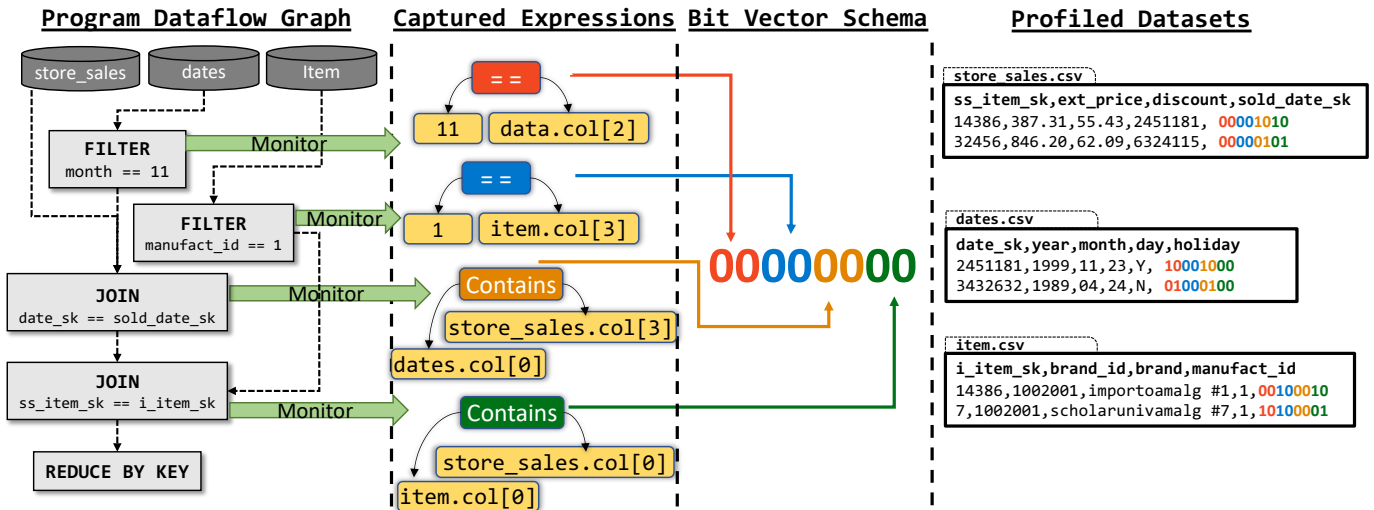 Program Dataflow Graph
store_sales
dates
Item
FILTER
month == 11
FILTER
manufact_id == 1
JOIN
date_sk == sold_date_sk
JOIN
ss_item_sk == i_item_sk
REDUCE BY KEY
Monitor
Monitor
Monitor
Monitor
Captured Expressions
= =
11
data.col[2]
= =
1
item.col[3]
Contains
store_sales.col[3]
dates.col[0]
Contains
store_sales.col[0]
item.col[0]
Bit Vector Schema
00000000
Profiled Datasets
store_sales.csv
ss_item_sk,ext_price,discount,sold_date_sk
14386,387.31,55.43,2451181, 00001010
32456,846.20,62.09,6324115, 00000101
dates.csv
date_sk,year,month,day,holiday
2451181,1999,11,23,Y, 10001000
3432632,1989,04,24,N, 01000100
item.csv
i_item_sk,brand_id,brand,manufact_id
14386,1002001,importoamalg #1,1,00100010
7,1002001,scholarunivamalg #7,1,10100001